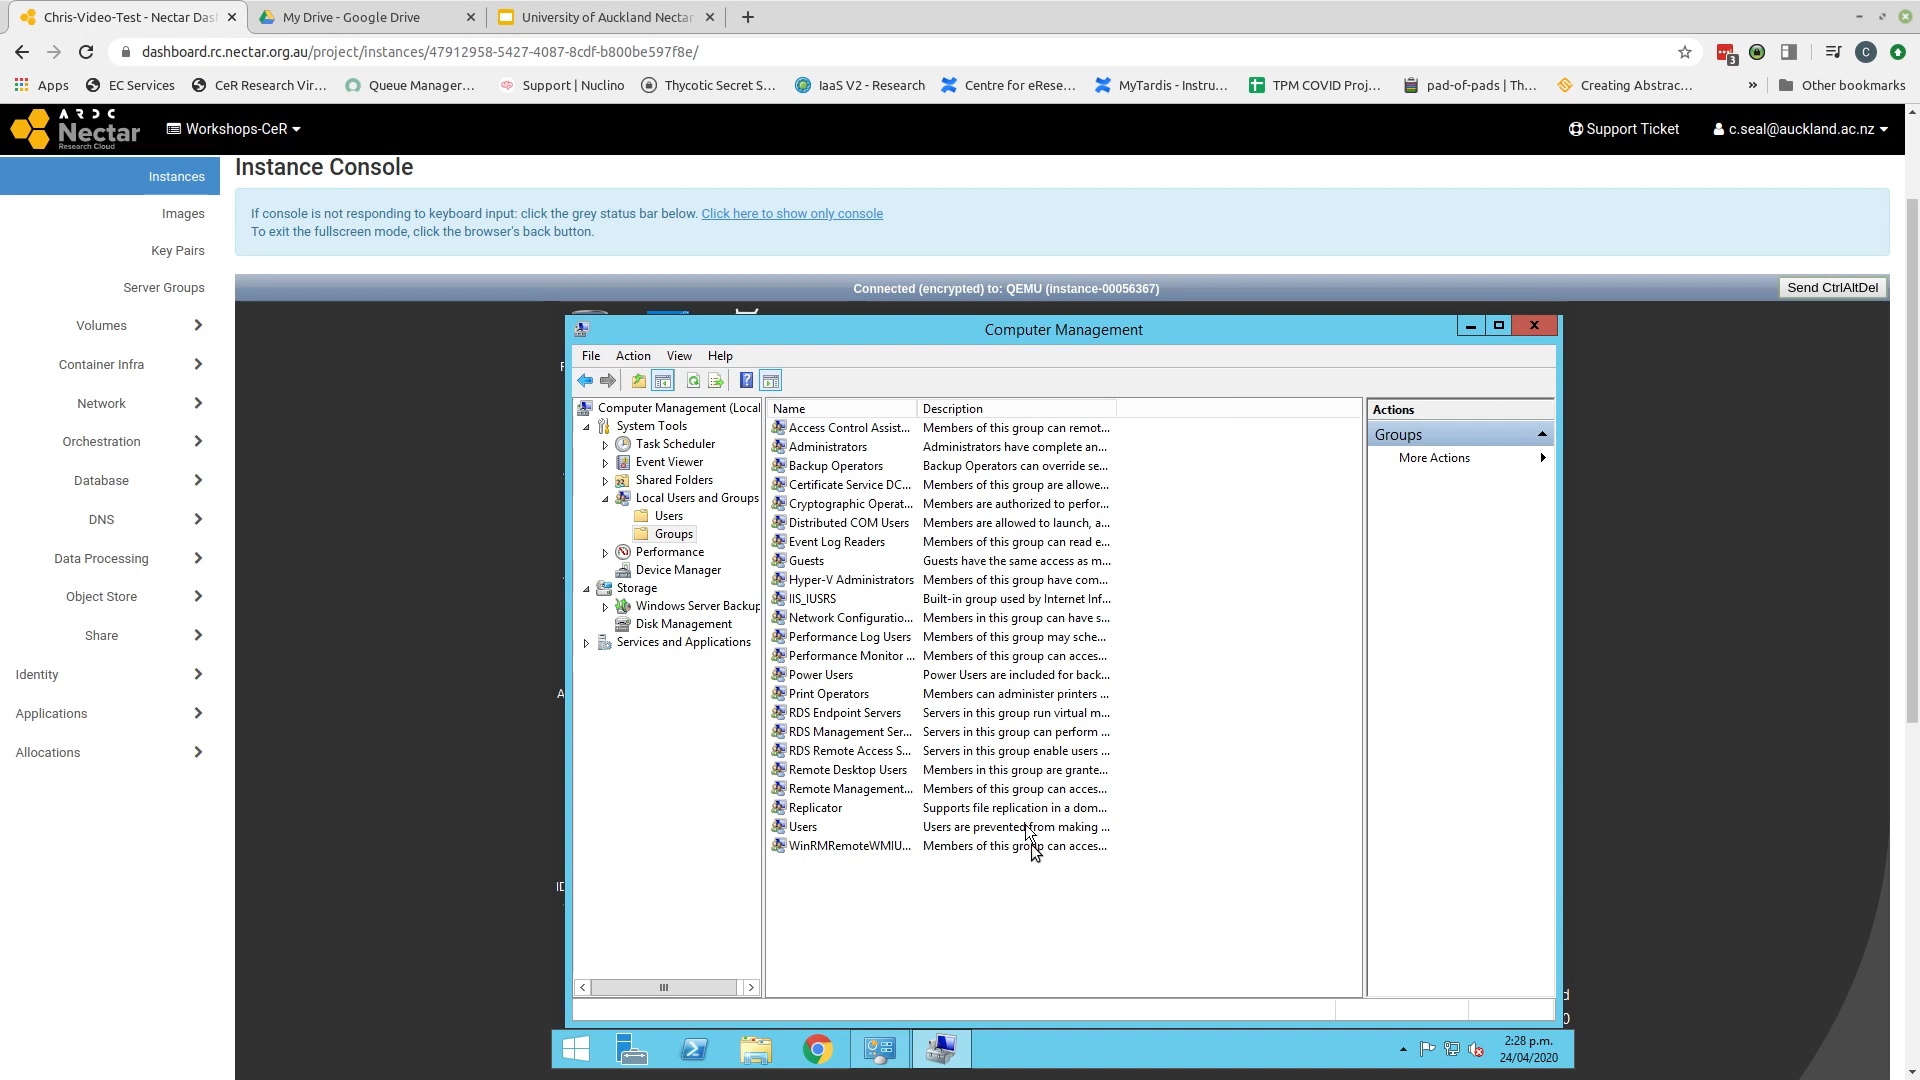 Chris-Video-Test - Nectar Das
My Drive - Google Drive
University of Auckland Nectar
dashboard.rc.nectar.org.au/project/instances/47912958-5427-4087-8cdf-b800be597f8e/
3
C
Apps
EC Services
CeR Research Vir...
Queue Manager...
Support | Nuclino
Thycotic Secret S...
IaaS V2 - Research
Centre for eRese...
MyTardis - Instru...
TPM COVID Proj...
pad-of-pads | Th...
Creating Abstrac...
»
Other bookmarks
ARDC
Nectar
Research Cloud
Workshops-CeR
Support Ticket
c.seal@auckland.ac.nz
Instances
Images
Key Pairs
Server Groups
Volumes
Container Infra
Network
Orchestration
Database
DNS
Data Processing
Object Store
Share
Identity
Applications
Allocations
Instance Console
If console is not responding to keyboard input: click the grey status bar below. Click here to show only console
To exit the fullscreen mode, click the browser's back button.
Connected (encrypted) to: QEMU (instance-00056367)
Send CtrlAltDel
Computer Management
File
Action
View
Help
Computer Management (Local
System Tools
Task Scheduler
Event Viewer
Shared Folders
Local Users and Groups
Users
Groups
Performance
Device Manager
Storage
Windows Server Backup
Disk Management
Services and Applications
Name
Description
Access Control Assist... Members of this group can remot...
Administrators Administrators have complete an...
Backup Operators Backup Operators can override se...
Certificate Service DC... Members of this group are allowe...
Cryptographic Operat... Members are authorized to perfor...
Distributed COM Users Members are allowed to launch, a...
Event Log Readers Members of this group can read e...
Guests Guests have the same access as m...
Hyper-V Administrators Members of this group have com...
IIS_IUSRS Built-in group used by Internet Inf...
Network Configuratio... Members in this group can have s...
Performance Log Users Members of this group may sche...
Performance Monitor ... Members of this group can acces...
Power Users Power Users are included for back...
Print Operators Members can administer printers ...
RDS Endpoint Servers Servers in this group run virtual m...
RDS Management Ser... Servers in this group can perform ...
RDS Remote Access S... Servers in this group enable users ...
Remote Desktop Users Members in this group are grante...
Remote Management... Members of this group can acces...
Replicator Supports file replication in a dom...
Users Users are prevented from making ...
WinRMRemoteWMIU... Members of this group can acces...
Actions
Groups
More Actions
2:28 p.m.
24/04/2020